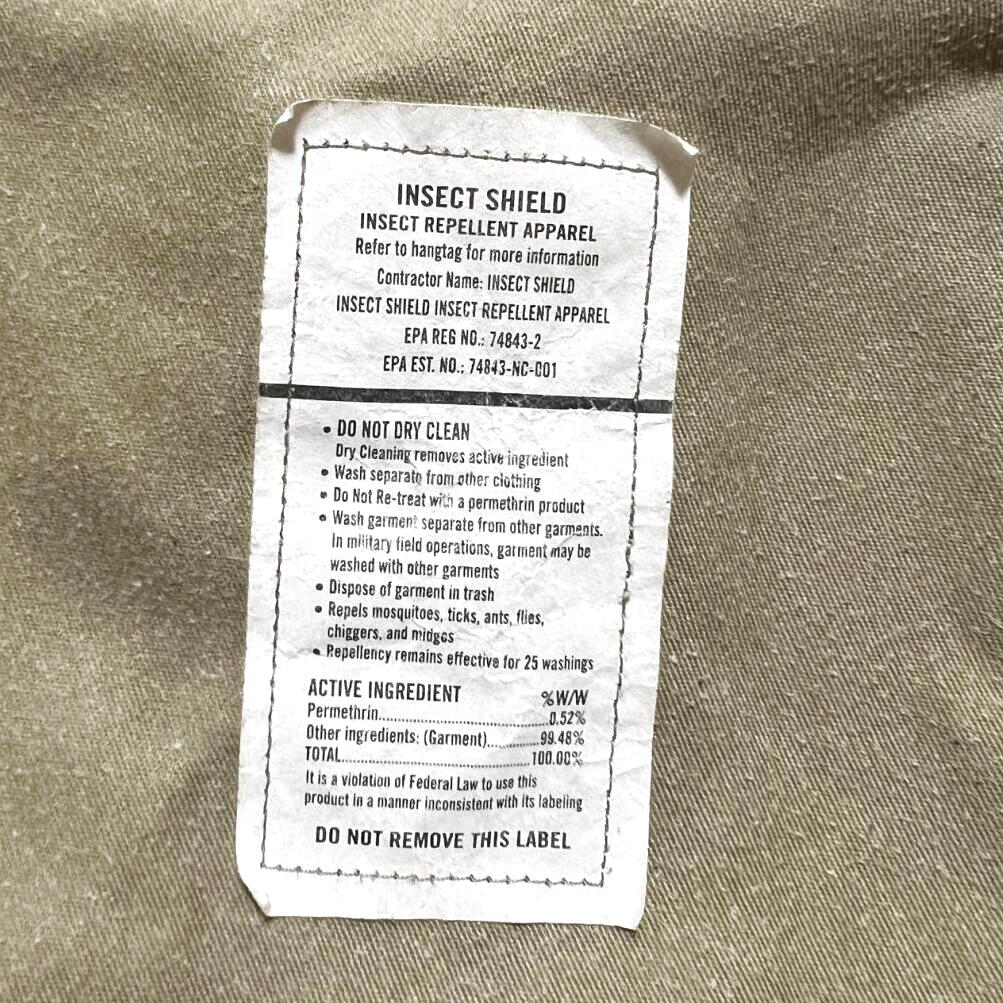 INSECT SHIELD
INSECT REPELLENT APPAREL
Refer to hangtag for more information
Contractor Name: INSECT SHIELD
INSECT SHIELD INSECT REPELLENT APPAREL
EPA REG NO.: 74843-2
EPA EST. NO.: 74843-NC-001
• DO NOT DRY CLEAN
Dry Cleaning removes active ingredient
• Wash separate from other clothing
• Do Not Re-treat with a permethrin product
• Wash garment separate from other garments.
In military field operations, garment may be
washed with other garments
• Dispose of garment in trash
• Repels mosquitoes, ticks, ants, flies,
chiggers, and midges
• Repellency remains effective for 25 washings
ACTIVE INGREDIENT %W/W
Permethrin..............................0.52%
Other ingredients: (Garment)..............99.48%
TOTAL..............................100.00%
It is a violation of Federal Law to use this
product in a manner inconsistent with its labeling
DO NOT REMOVE THIS LABEL